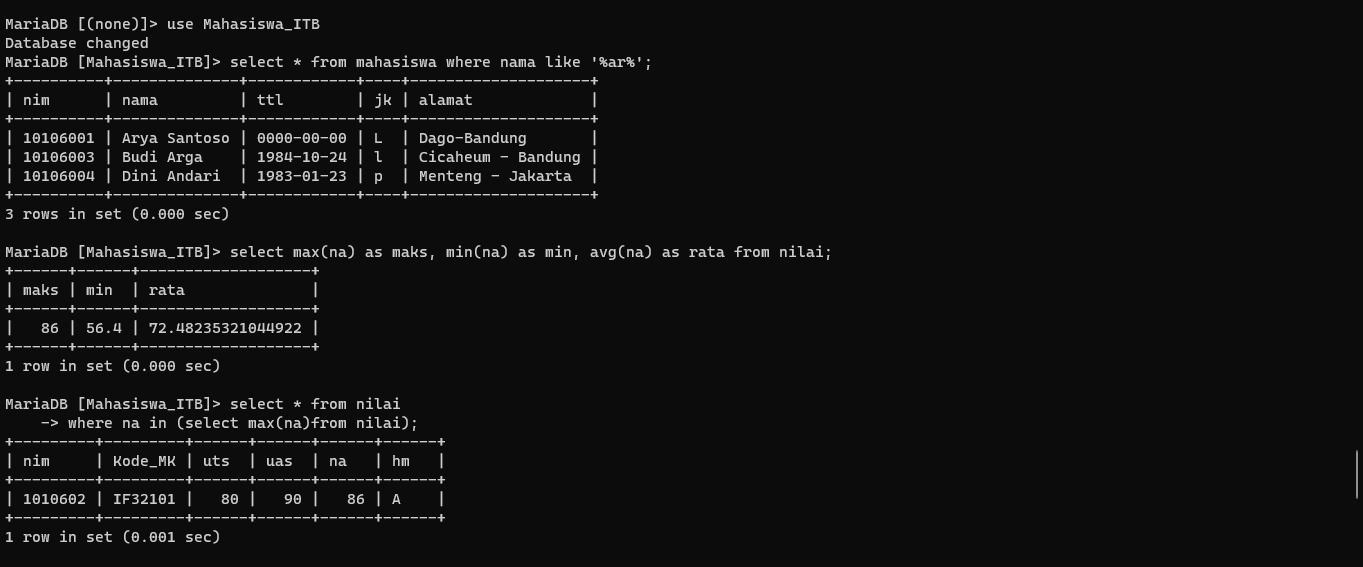 MariaDB [(none)]> use Mahasiswa_ITB
Database changed
MariaDB [Mahasiswa_ITB]> select * from mahasiswa where nama like '%ar%';
+----------+--------------+------------+----+--------------------+
| nim      | nama         | ttl        | jk | alamat             |
+----------+--------------+------------+----+--------------------+
| 10106001 | Arya Santoso | 0000-00-00 | L  | Dago-Bandung       |
| 10106003 | Budi Arga    | 1984-10-24 | l  | Cicaheum - Bandung |
| 10106004 | Dini Andari  | 1983-01-23 | p  | Menteng - Jakarta  |
+----------+--------------+------------+----+--------------------+
3 rows in set (0.000 sec)

MariaDB [Mahasiswa_ITB]> select max(na) as maks, min(na) as min, avg(na) as rata from nilai;
+------+------+-------------------+
| maks | min  | rata              |
+------+------+-------------------+
|   86 | 56.4 | 72.48235321044922 |
+------+------+-------------------+
1 row in set (0.000 sec)

MariaDB [Mahasiswa_ITB]> select * from nilai
    -> where na in (select max(na)from nilai);
+---------+---------+------+------+------+------+
| nim     | Kode_MK | uts  | uas  | na   | hm   |
+---------+---------+------+------+------+------+
| 1010602 | IF32101 |   80 |   90 |   86 | A    |
+---------+---------+------+------+------+------+
1 row in set (0.001 sec)